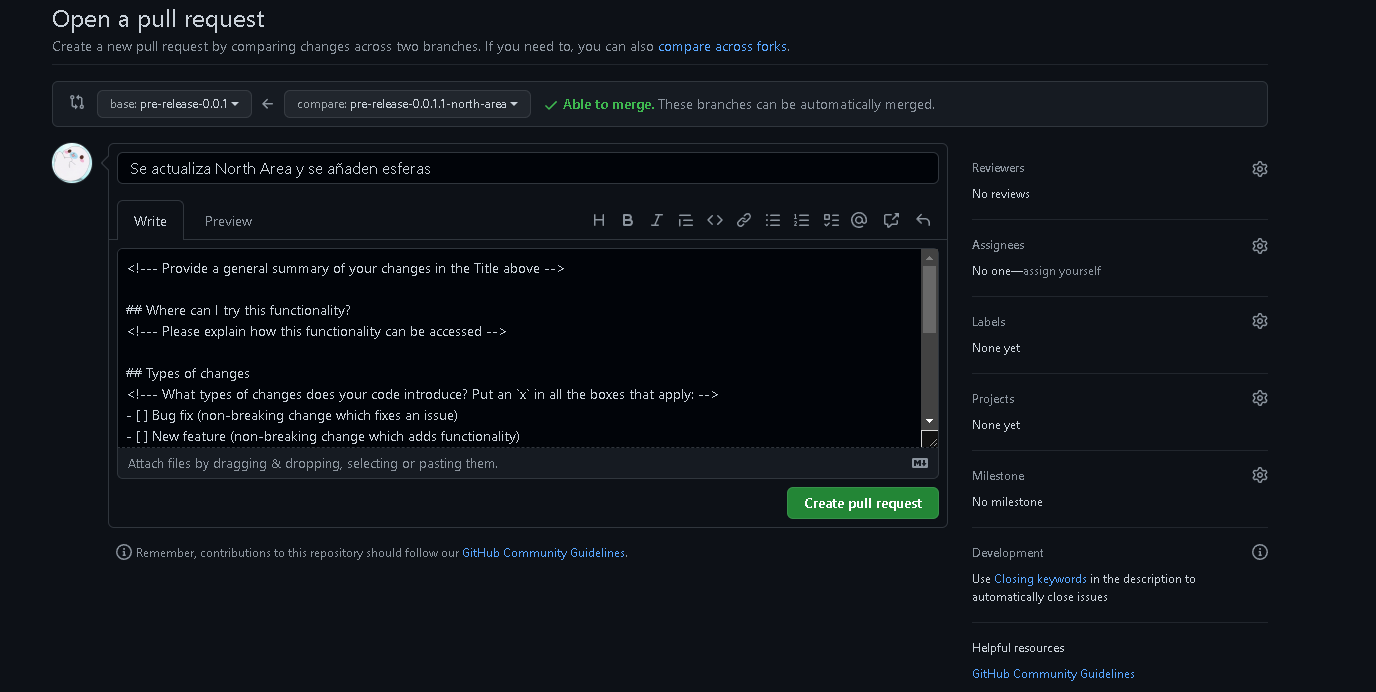 Open a pull request
Create a new pull request by comparing changes across two branches. If you need to, you can also compare across forks.
base: pre-release-0.0.1
compare: pre-release-0.0.1.1-north-area
Able to merge. These branches can be automatically merged.
Se actualiza North Area y se añaden esferas
Write
Preview
<!--- Provide a general summary of your changes in the Title above -->
## Where can I try this functionality?
<!--- Please explain how this functionality can be accessed -->
## Types of changes
<!--- What types of changes does your code introduce? Put an `x` in all the boxes that apply: -->
- [ ] Bug fix (non-breaking change which fixes an issue)
- [ ] New feature (non-breaking change which adds functionality)
Attach files by dragging & dropping, selecting or pasting them.
Create pull request
Remember, contributions to this repository should follow our GitHub Community Guidelines.
Reviewers
No reviews
Assignees
No one—assign yourself
Labels
None yet
Projects
None yet
Milestone
No milestone
Development
Use Closing keywords in the description to
automatically close issues
Helpful resources
GitHub Community Guidelines